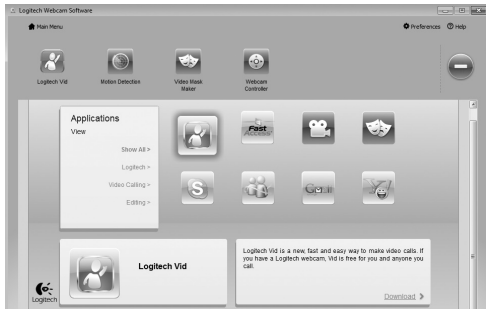 Logitech Webcam Software
Main Menu
Preferences
Help
Logitech Vid
Motion Detection
Video Mask
Maker
Webcam
Controller
Applications
View
Show All >
Logitech >
Video Calling >
Editing >
Fast
Access
S
Logitech Vid
Logitech Vid is a new, fast and easy way to make video calls. If
you have a Logitech webcam, Vid is free for you and anyone you
call.
Download
Logitech